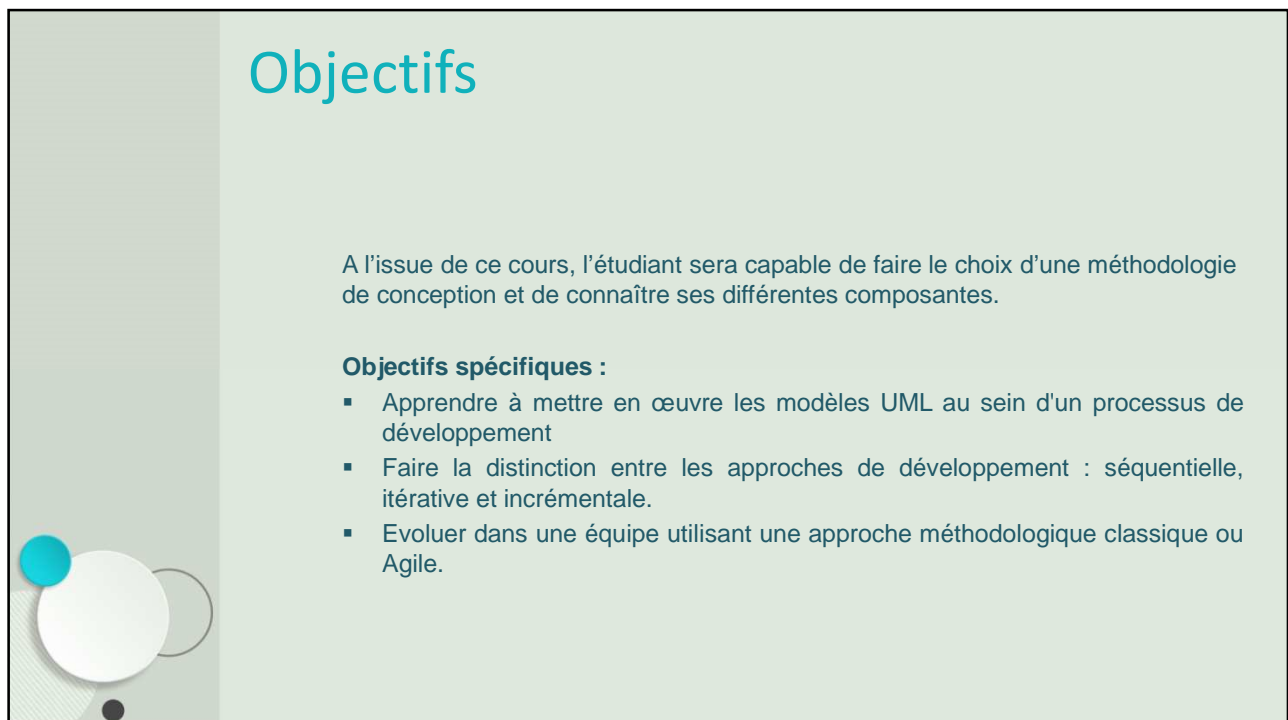 Objectifs
A l’issue de ce cours, l’étudiant sera capable de faire le choix d’une méthodologie
de conception et de connaître ses différentes composantes.
Objectifs spécifiques :
▪ Apprendre à mettre en œuvre les modèles UML au sein d'un processus de
développement
▪ Faire la distinction entre les approches de développement : séquentielle,
itérative et incrémentale.
▪ Evoluer dans une équipe utilisant une approche méthodologique classique ou
Agile.